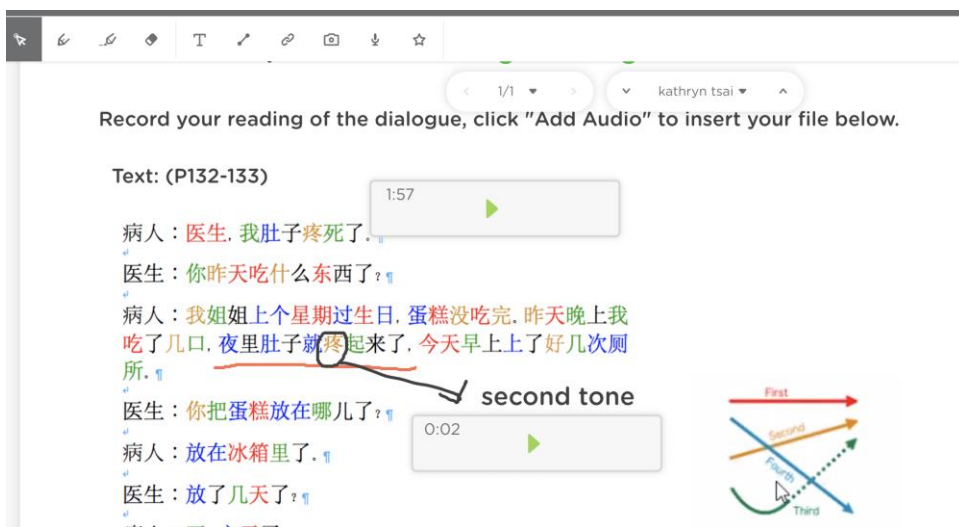 1/1
kathryn tsai
Record your reading of the dialogue, click "Add Audio" to insert your file below.
Text: (P132-133)
1:57
病人：医生, 我肚子疼死了.
医生：你昨天吃什么东西了?
病人：我姐姐上个星期过生日, 蛋糕没吃完. 昨天晚上我
吃了几口, 夜里肚子就疼起来了, 今天早上上了好几次厕
所.
second tone
医生：你把蛋糕放在哪儿了?
0:02
病人：放在冰箱里了.
医生：放了几天了?
First
Second
Fourth
Third